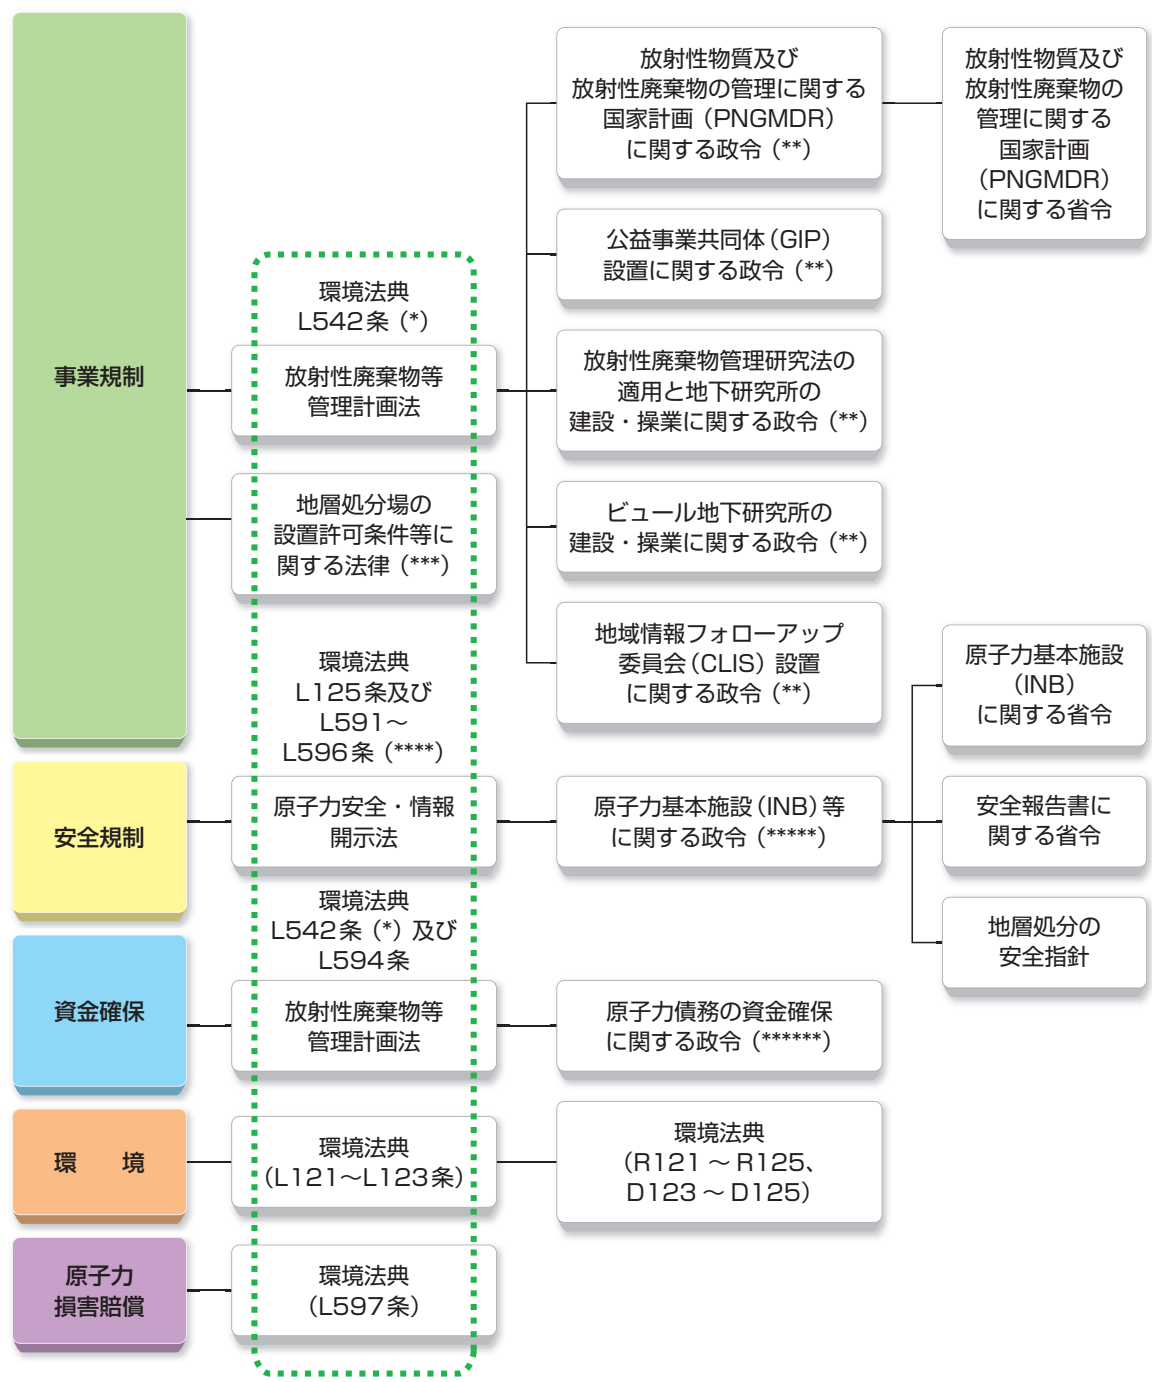 事業規制
環境法典
L542条（*）
放射性廃棄物等
管理計画法
放射性物質及び
放射性廃棄物の管理に関する
国家計画（PNGMDR）
に関する政令（**）
放射性物質及び
放射性廃棄物の
管理に関する
国家計画
（PNGMDR）
に関する省令
公益事業共同体（GIP）
設置に関する政令（**）
放射性廃棄物管理研究法の
適用と地下研究所の
建設・操業に関する政令（**）
ビュール地下研究所の
建設・操業に関する政令（**）
地域情報フォローアップ
委員会（CLIS）設置
に関する政令（**）
地層処分場の
設置許可条件等に
関する法律（***）
安全規制
環境法典
L125条及び
L591～
L596条（****）
原子力安全・情報
開示法
原子力基本施設（INB）等
に関する政令（*****）
原子力基本施設
（INB）
に関する省令
安全報告書に
関する省令
地層処分の
安全指針
資金確保
環境法典
L542条（*）及び
L594条
放射性廃棄物等
管理計画法
原子力債務の資金確保
に関する政令（******）
環　境
環境法典
（L121～L123条）
環境法典
（R121～R125、
D123～D125）
原子力
損害賠償
環境法典
（L597条）